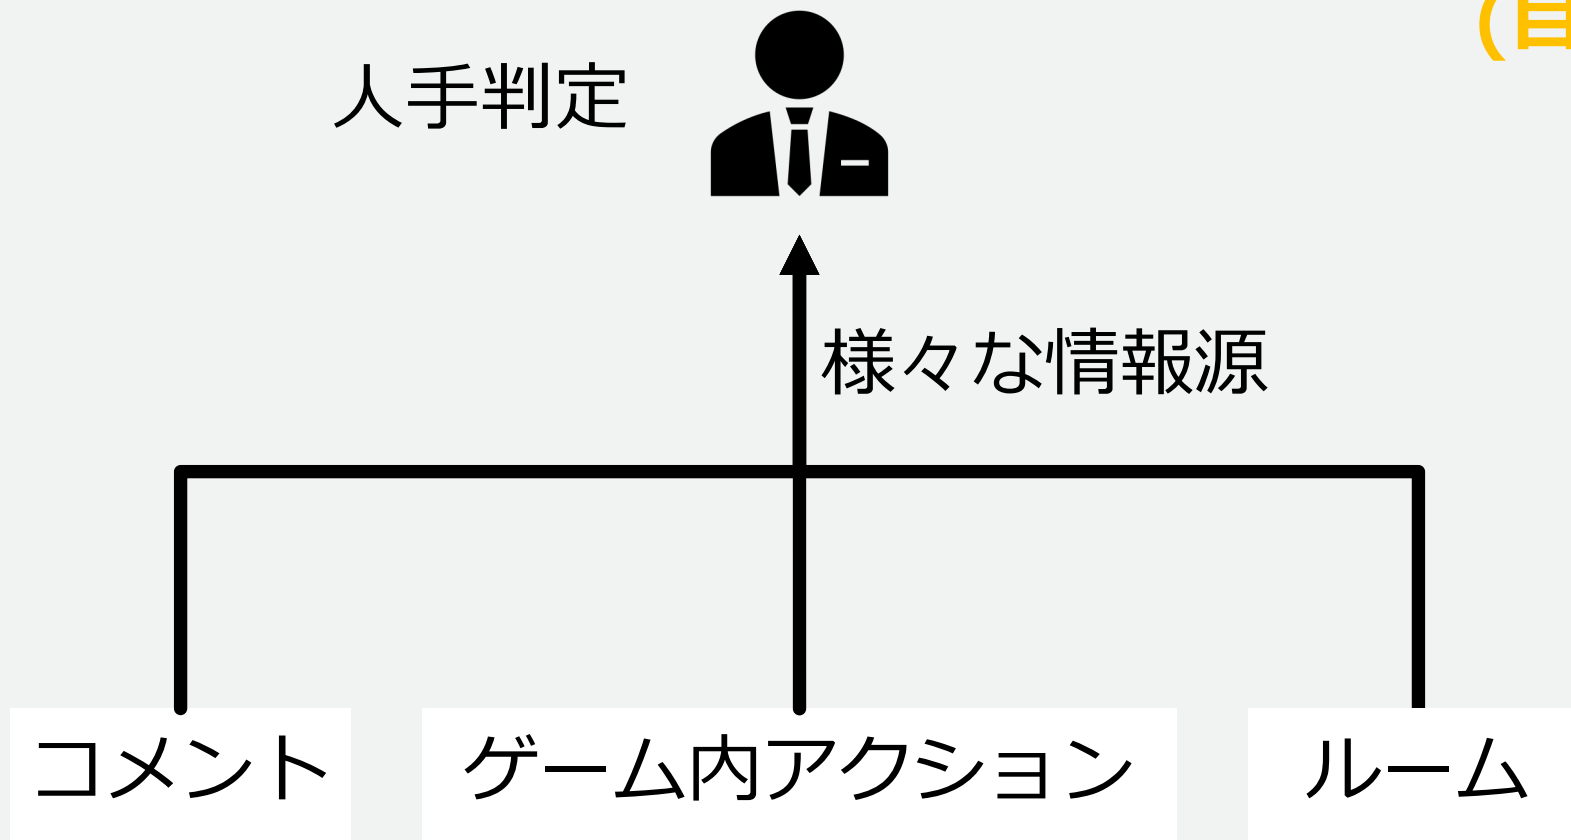 人手判定
様々な情報源
コメント
ゲーム内アクション
ルーム